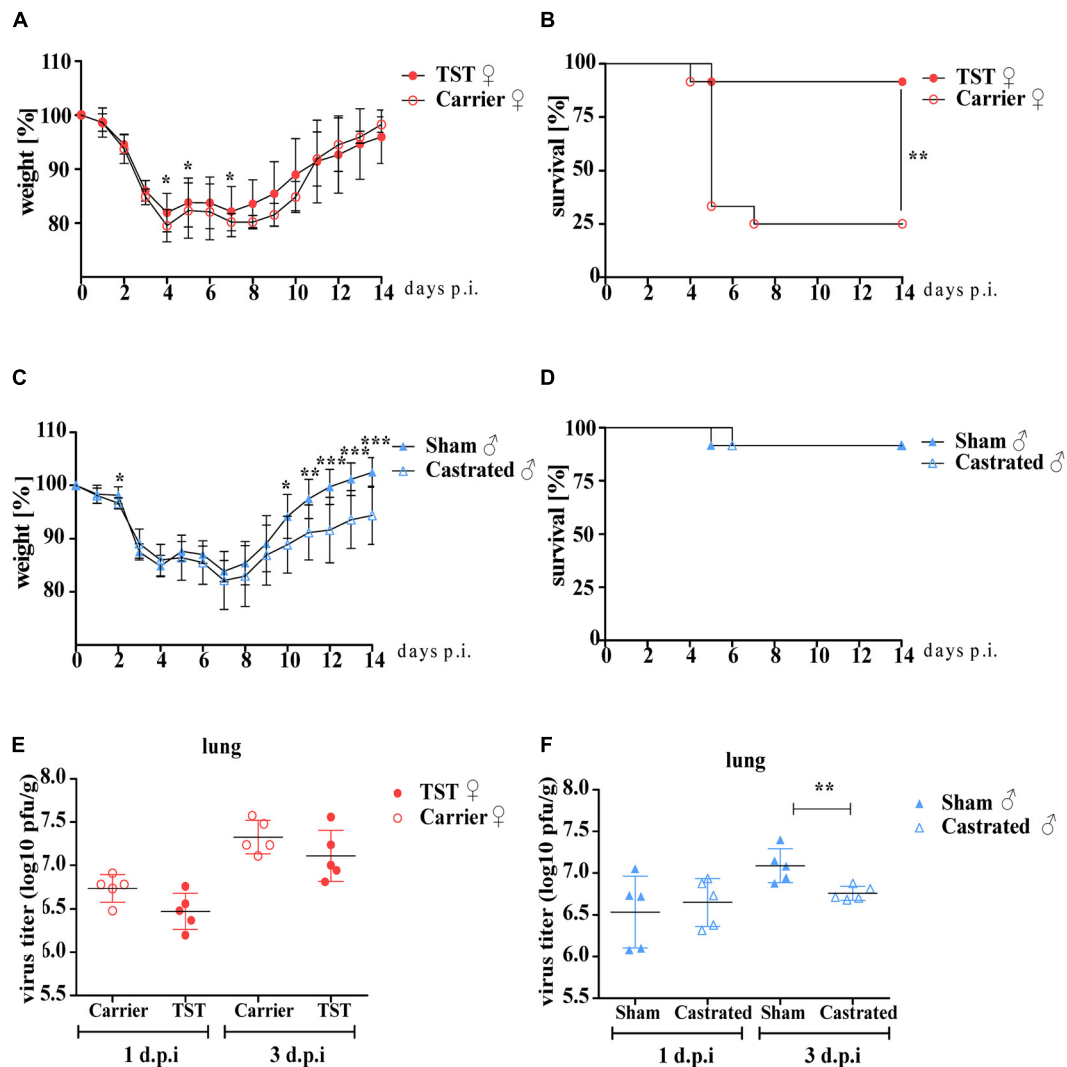 A
B
110
100
90
80
weight [%]
0 2 4 6 8 10 12 14
days p.i.
* * *
TST ♀
Carrier ♀
100
75
50
25
0
survival [%]
0 2 4 6 8 10 12 14
days p.i.
TST ♀
Carrier ♀
**
C
D
110
100
90
80
weight [%]
0 2 4 6 8 10 12 14
days p.i.
* * ** *** *** ***
Sham ♂
Castrated ♂
100
75
50
25
0
survival [%]
0 2 4 6 8 10 12 14
days p.i.
Sham ♂
Castrated ♂
E
lung
8.0
7.5
7.0
6.5
6.0
5.5
virus titer (log10 pfu/g)
TST ♀
Carrier ♀
Carrier TST Carrier TST
1 d.p.i 3 d.p.i
F
lung
8.0
7.5
7.0
6.5
6.0
5.5
virus titer (log10 pfu/g)
**
Sham ♂
Castrated ♂
Sham Castrated Sham Castrated
1 d.p.i 3 d.p.i